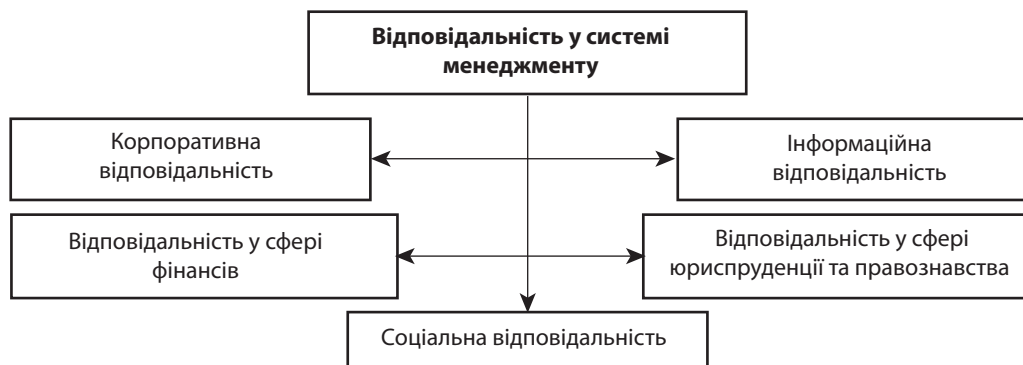 Відповідальність у системі
менеджменту
Корпоративна
відповідальність
Інформаційна
відповідальність
Відповідальність у сфері
фінансів
Відповідальність у сфері
юриспруденції та правознавства
Соціальна відповідальність